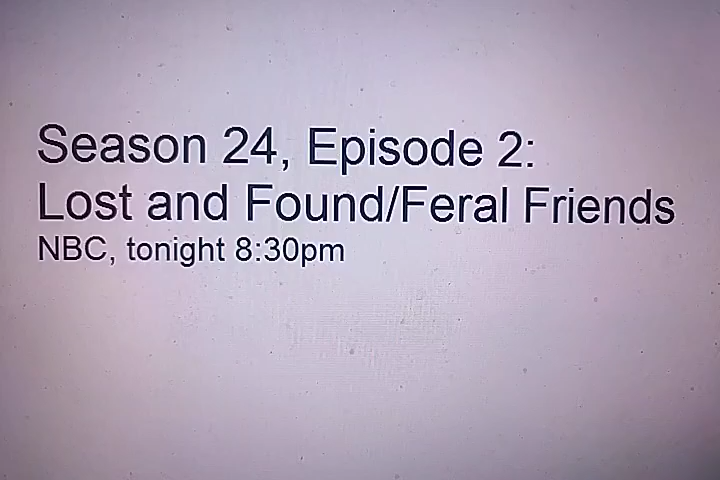 Season 24, Episode 2:
Lost and Found/Feral Friends
NBC, tonight 8:30pm